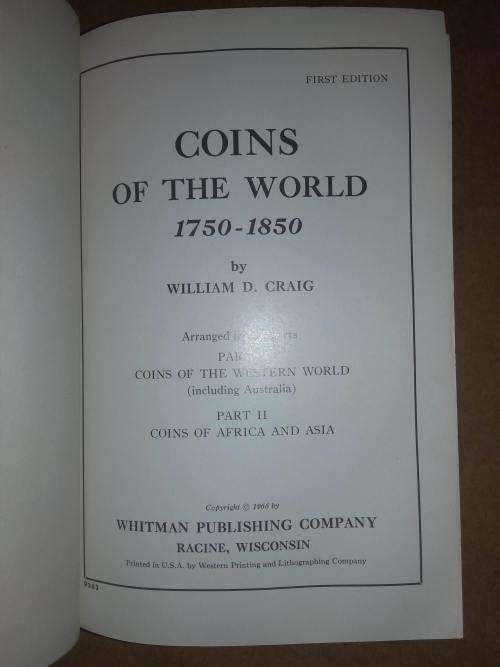 FIRST EDITION
COINS
OF THE WORLD
1750-1850
by
WILLIAM D. CRAIG
Arranged
COINS OF THE WESTERN WORLD
(including Australia)
PART II
COINS OF AFRICA AND ASIA
Copyright © 1966 by
WHITMAN PUBLISHING COMPANY
RACINE, WISCONSIN
Printed in U.S.A. by Western Printing and Lithographing Company